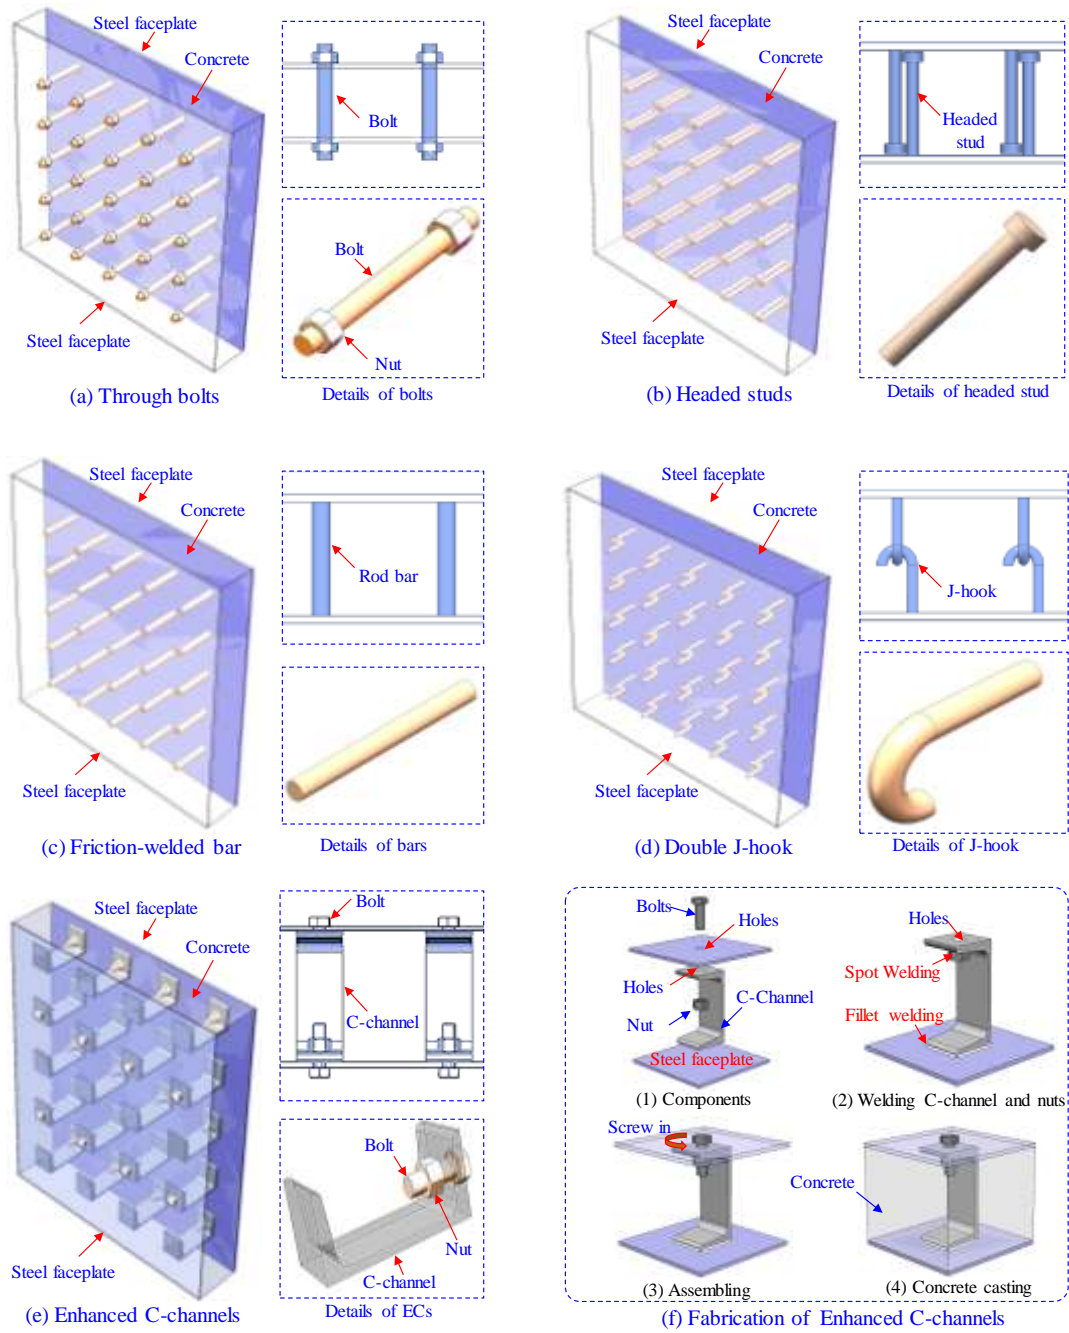 Steel faceplate
Concrete
Bolt
Bolt
Nut
Steel faceplate
(a) Through bolts
Details of bolts
Steel faceplate
Concrete
Headed
stud
Steel faceplate
(b) Headed studs
Details of headed stud
Steel faceplate
Concrete
Rod bar
Steel faceplate
(c) Friction-welded bar
Details of bars
Steel faceplate
Concrete
J-hook
Steel faceplate
(d) Double J-hook
Details of J-hook
Steel faceplate
Concrete
Bolt
C-channel
Bolt
Nut
C-channel
Steel faceplate
(e) Enhanced C-channels
Details of ECs
Bolts
Holes
Holes
C-Channel
Nut
Steel faceplate
(1) Components
Holes
Spot Welding
Fillet welding
(2) Welding C-channel and nuts
Screw in
(3) Assembling
Concrete
(4) Concrete casting
(f) Fabrication of Enhanced C-channels